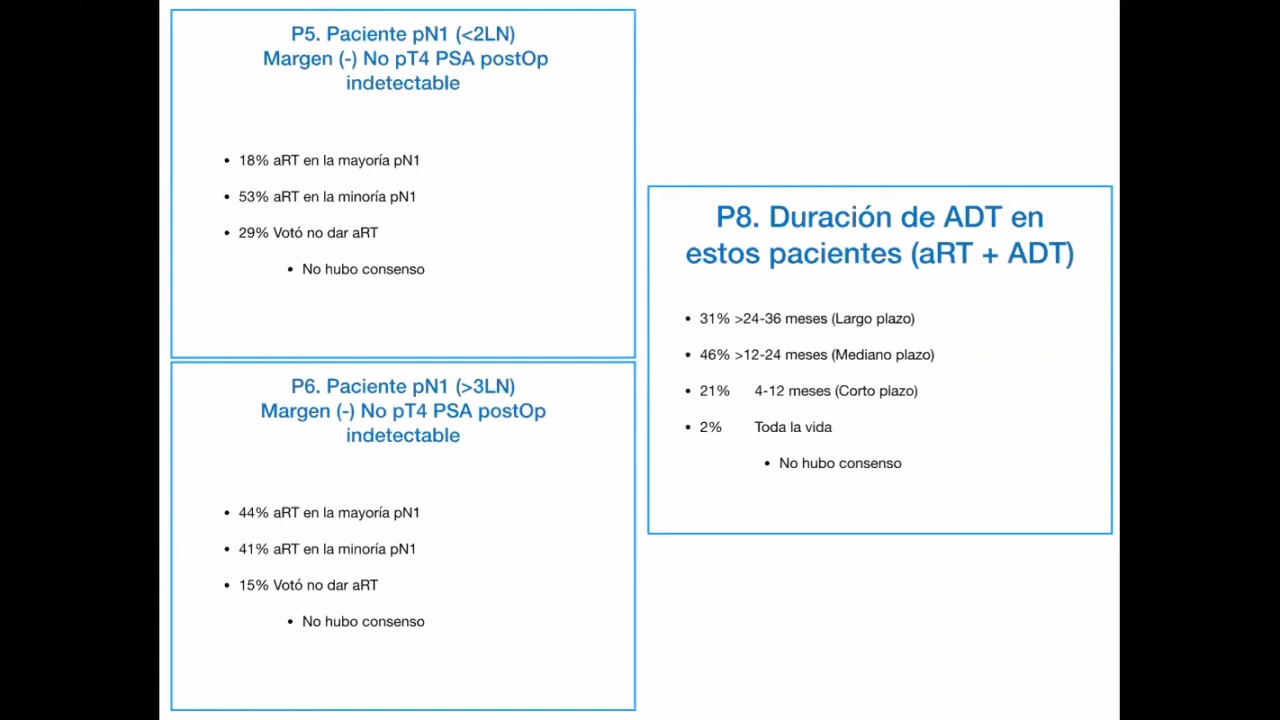 P5. Paciente pN1 (<2LN)
Margen (-) No pT4 PSA postOp
indetectable
• 18% aRT en la mayoría pN1
• 53% aRT en la minoría pN1
• 29% Votó no dar aRT
• No hubo consenso
P6. Paciente pN1 (>3LN)
Margen (-) No pT4 PSA postOp
indetectable
• 44% aRT en la mayoría pN1
• 41% aRT en la minoría pN1
• 15% Votó no dar aRT
• No hubo consenso
P8. Duración de ADT en
estos pacientes (aRT + ADT)
• 31% >24-36 meses (Largo plazo)
• 46% >12-24 meses (Mediano plazo)
• 21% 4-12 meses (Corto plazo)
• 2% Toda la vida
• No hubo consenso